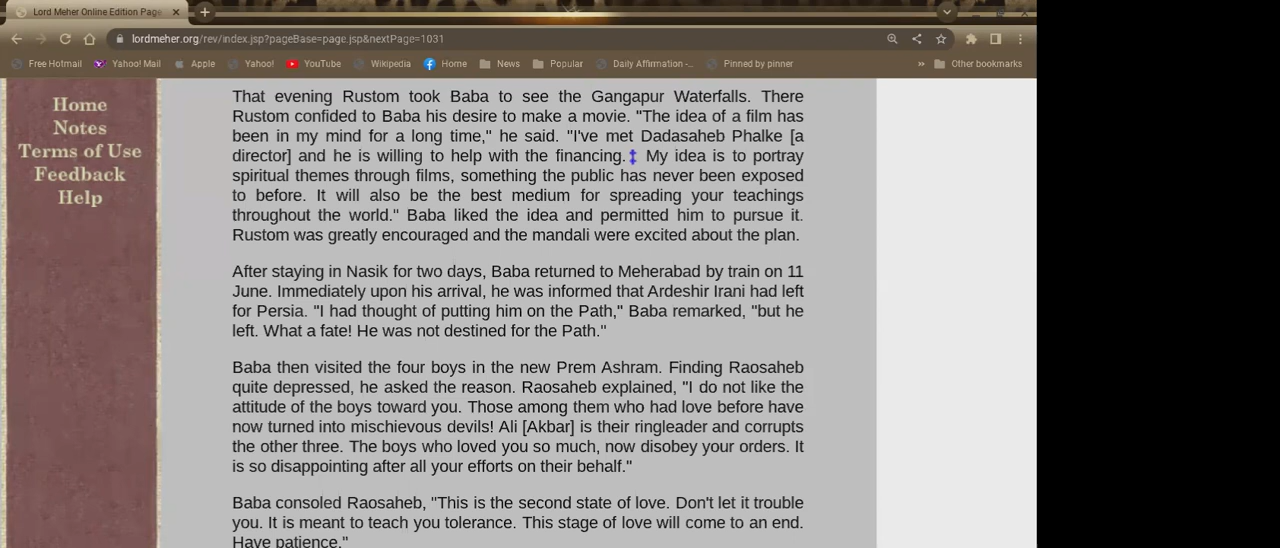 Lord Meher Online Edition Page
lordmeher.org/rev/index.jsp?pageBase=page.jsp&nextPage=1031
Free Hotmail Yahoo! Mail Apple Yahoo! YouTube Wikipedia Home News Popular Daily Affirmation -... Pinned by pinner » Other bookmarks
Home
Notes
Terms of Use
Feedback
Help
That evening Rustom took Baba to see the Gangapur Waterfalls. There
Rustom confided to Baba his desire to make a movie. "The idea of a film has
been in my mind for a long time," he said. "I've met Dadasaheb Phalke [a
director] and he is willing to help with the financing.‡ My idea is to portray
spiritual themes through films, something the public has never been exposed
to before. It will also be the best medium for spreading your teachings
throughout the world." Baba liked the idea and permitted him to pursue it.
Rustom was greatly encouraged and the mandali were excited about the plan.
After staying in Nasik for two days, Baba returned to Meherabad by train on 11
June. Immediately upon his arrival, he was informed that Ardeshir Irani had left
for Persia. "I had thought of putting him on the Path," Baba remarked, "but he
left. What a fate! He was not destined for the Path."
Baba then visited the four boys in the new Prem Ashram. Finding Raosaheb
quite depressed, he asked the reason. Raosaheb explained, "I do not like the
attitude of the boys toward you. Those among them who had love before have
now turned into mischievous devils! Ali [Akbar] is their ringleader and corrupts
the other three. The boys who loved you so much, now disobey your orders. It
is so disappointing after all your efforts on their behalf."
Baba consoled Raosaheb, "This is the second state of love. Don't let it trouble
you. It is meant to teach you tolerance. This stage of love will come to an end.
Have patience."